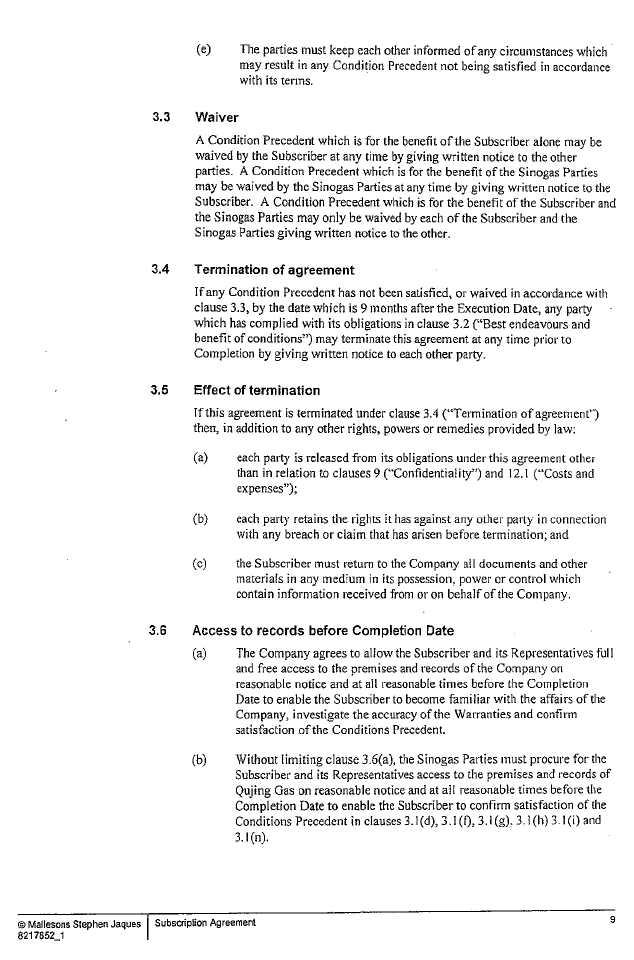 (e) The parties must keep each other informed of any circumstances which
may result in any Condition Precedent not being satisfied in accordance
with its terms.
3.3 Waiver
A Condition Precedent which is for the benefit of the Subscriber alone may be
waived by the Subscriber at any time by giving written notice to the other
parties. A Condition Precedent which is for the benefit of the Sinogas Parties
may be waived by the Sinogas Parties at any time by giving written notice to the
Subscriber. A Condition Precedent which is for the benefit of the Subscriber and
the Sinogas Parties may only be waived by each of the Subscriber and the
Sinogas Parties giving written notice to the other.
3.4 Termination of agreement
If any Condition Precedent has not been satisfied, or waived in accordance with
clause 3.3, by the date which is 9 months after the Execution Date, any party
which has complied with its obligations in clause 3.2 ("Best endeavours and
benefit of conditions") may terminate this agreement at any time prior to
Completion by giving written notice to each other party.
3.5 Effect of termination
If this agreement is terminated under clause 3.4 ("Termination of agreement")
then, in addition to any other rights, powers or remedies provided by law:
(a) each party is released from its obligations under this agreement other
than in relation to clauses 9 ("Confidentiality") and 12.1 ("Costs and
expenses");
(b) each party retains the rights it has against any other party in connection
with any breach or claim that has arisen before termination; and
(c) the Subscriber must return to the Company all documents and other
materials in any medium in its possession, power or control which
contain information received from or on behalf of the Company.
3.6 Access to records before Completion Date
(a) The Company agrees to allow the Subscriber and its Representatives full
and free access to the premises and records of the Company on
reasonable notice and at all reasonable times before the Completion
Date to enable the Subscriber to become familiar with the affairs of the
Company, investigate the accuracy of the Warranties and confirm
satisfaction of the Conditions Precedent.
(b) Without limiting clause 3.6(a), the Sinogas Parties must procure for the
Subscriber and its Representatives access to the premises and records of
Qujing Gas on reasonable notice and at all reasonable times before the
Completion Date to enable the Subscriber to confirm satisfaction of the
Conditions Precedent in clauses 3.1(d), 3.1(f), 3.1(g), 3.1(h) 3.1(i) and
3.1(n).
© Mallesons Stephen Jaques Subscription Agreement 9
8217852_1